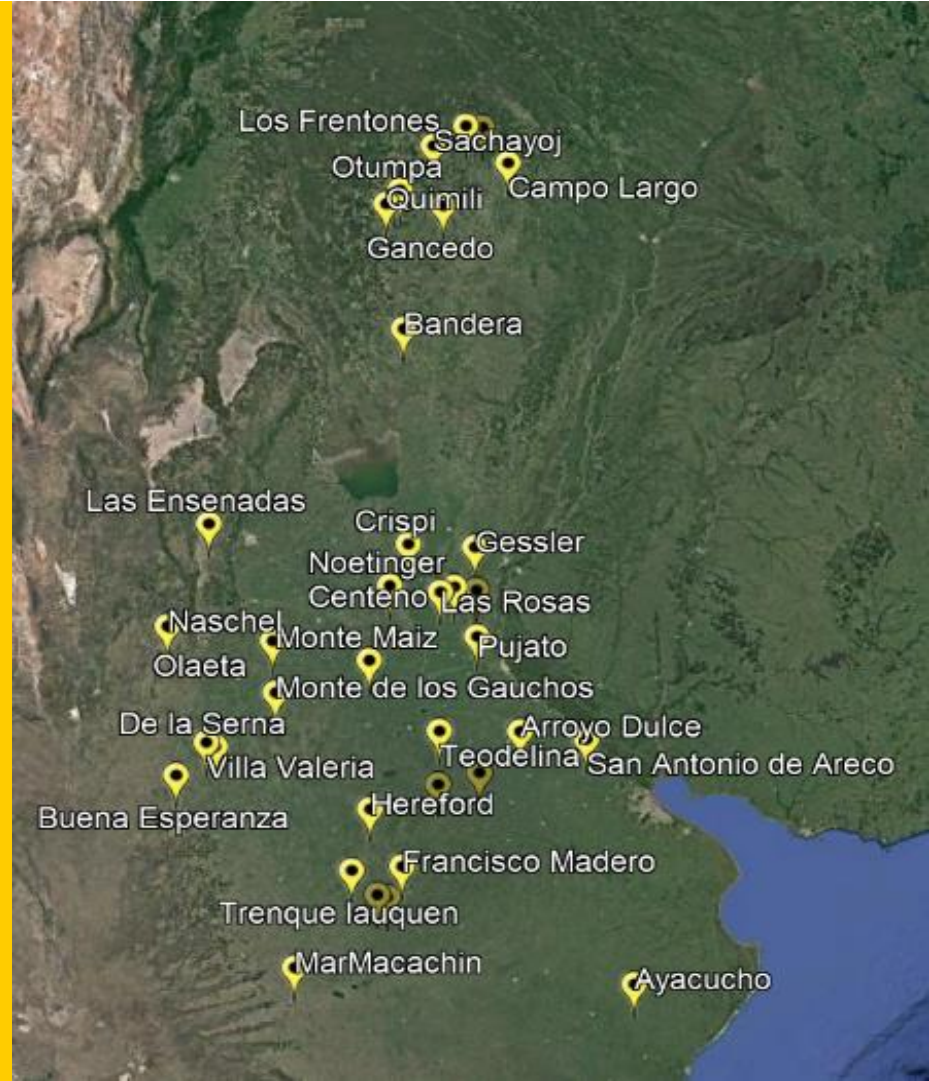 Los Frentones
Sachayoj
Otumpa
Campo Largo
Quimili
Gancedo
Bandera
Las Ensenadas
Crispi
Gessler
Noetinger
Centeno
Las Rosas
Naschel
Monte Maiz
Pujato
Olaeta
Monte de los Gauchos
De la Serna
Arroyo Dulce
Teodelina
Villa Valeria
San Antonio de Areco
Hereford
Buena Esperanza
Francisco Madero
Trenque lauquen
MarMacachin
Ayacucho